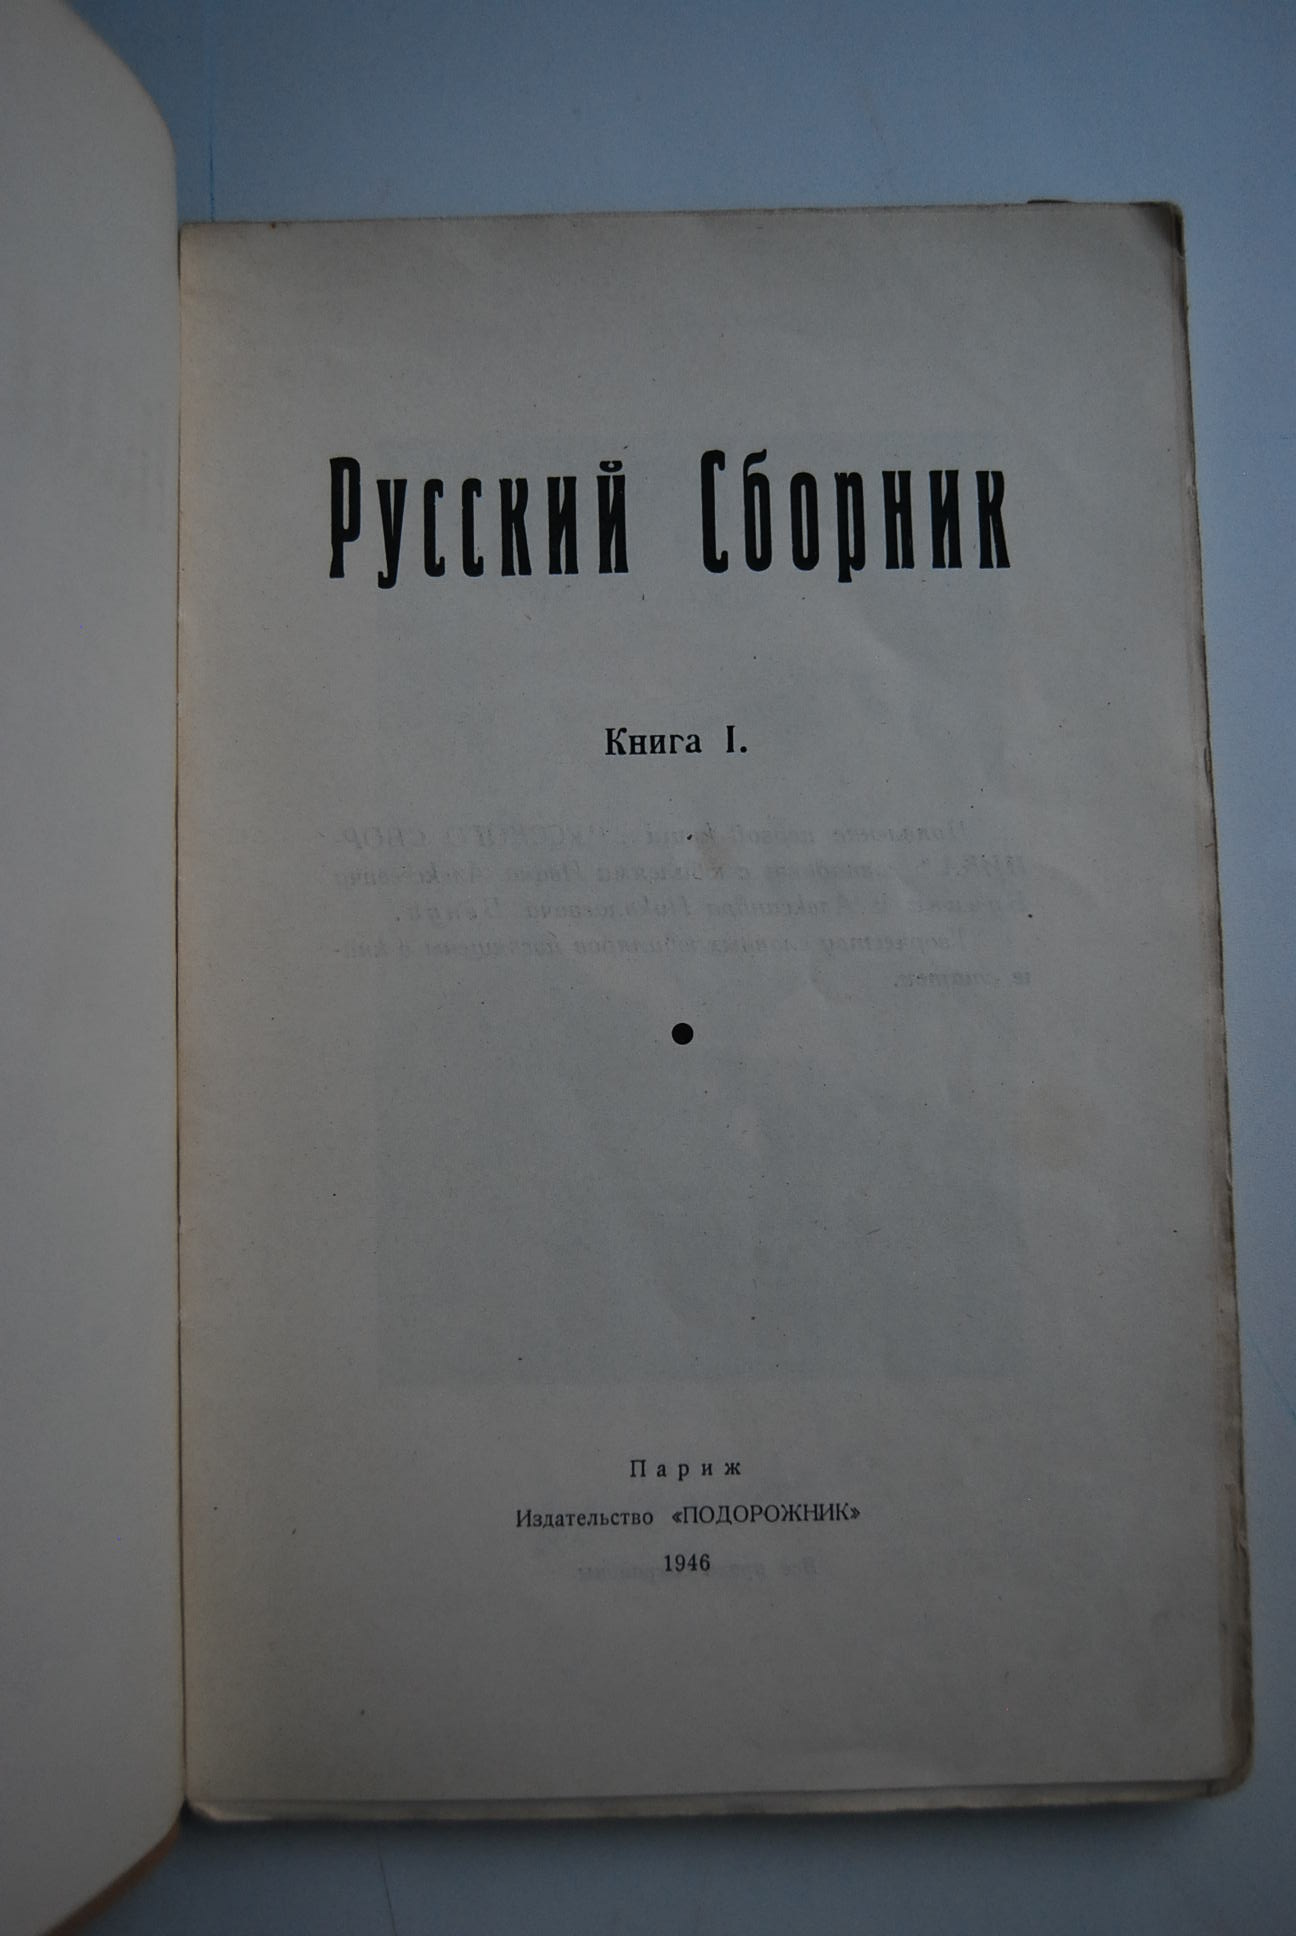 Русский Сборник
Книга I.
Париж
Издательство «ПОДОРОЖНИК»
1946